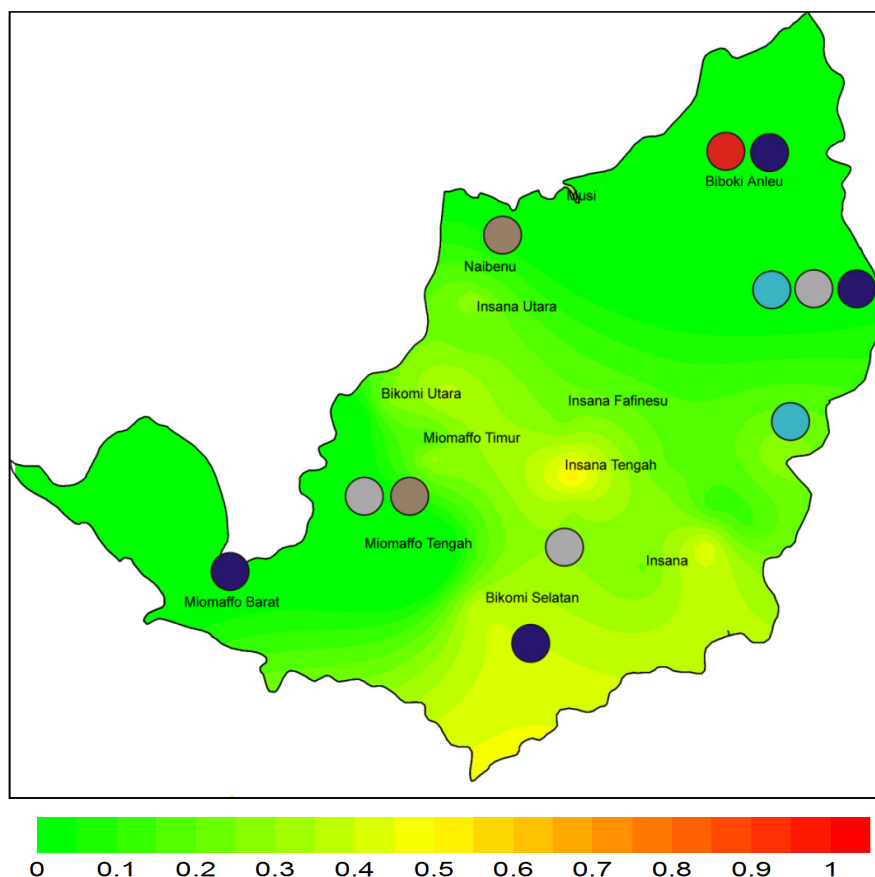 Biboki Anleu
Musi
Naibenu
Insana Utara
Bikomi Utara
Insana Fafinesu
Miomaffo Timur
Insana Tengah
Miomaffo Tengah
Insana
Bikomi Selatan
Miomaffo Barat
0 0.1 0.2 0.3 0.4 0.5 0.6 0.7 0.8 0.9 1